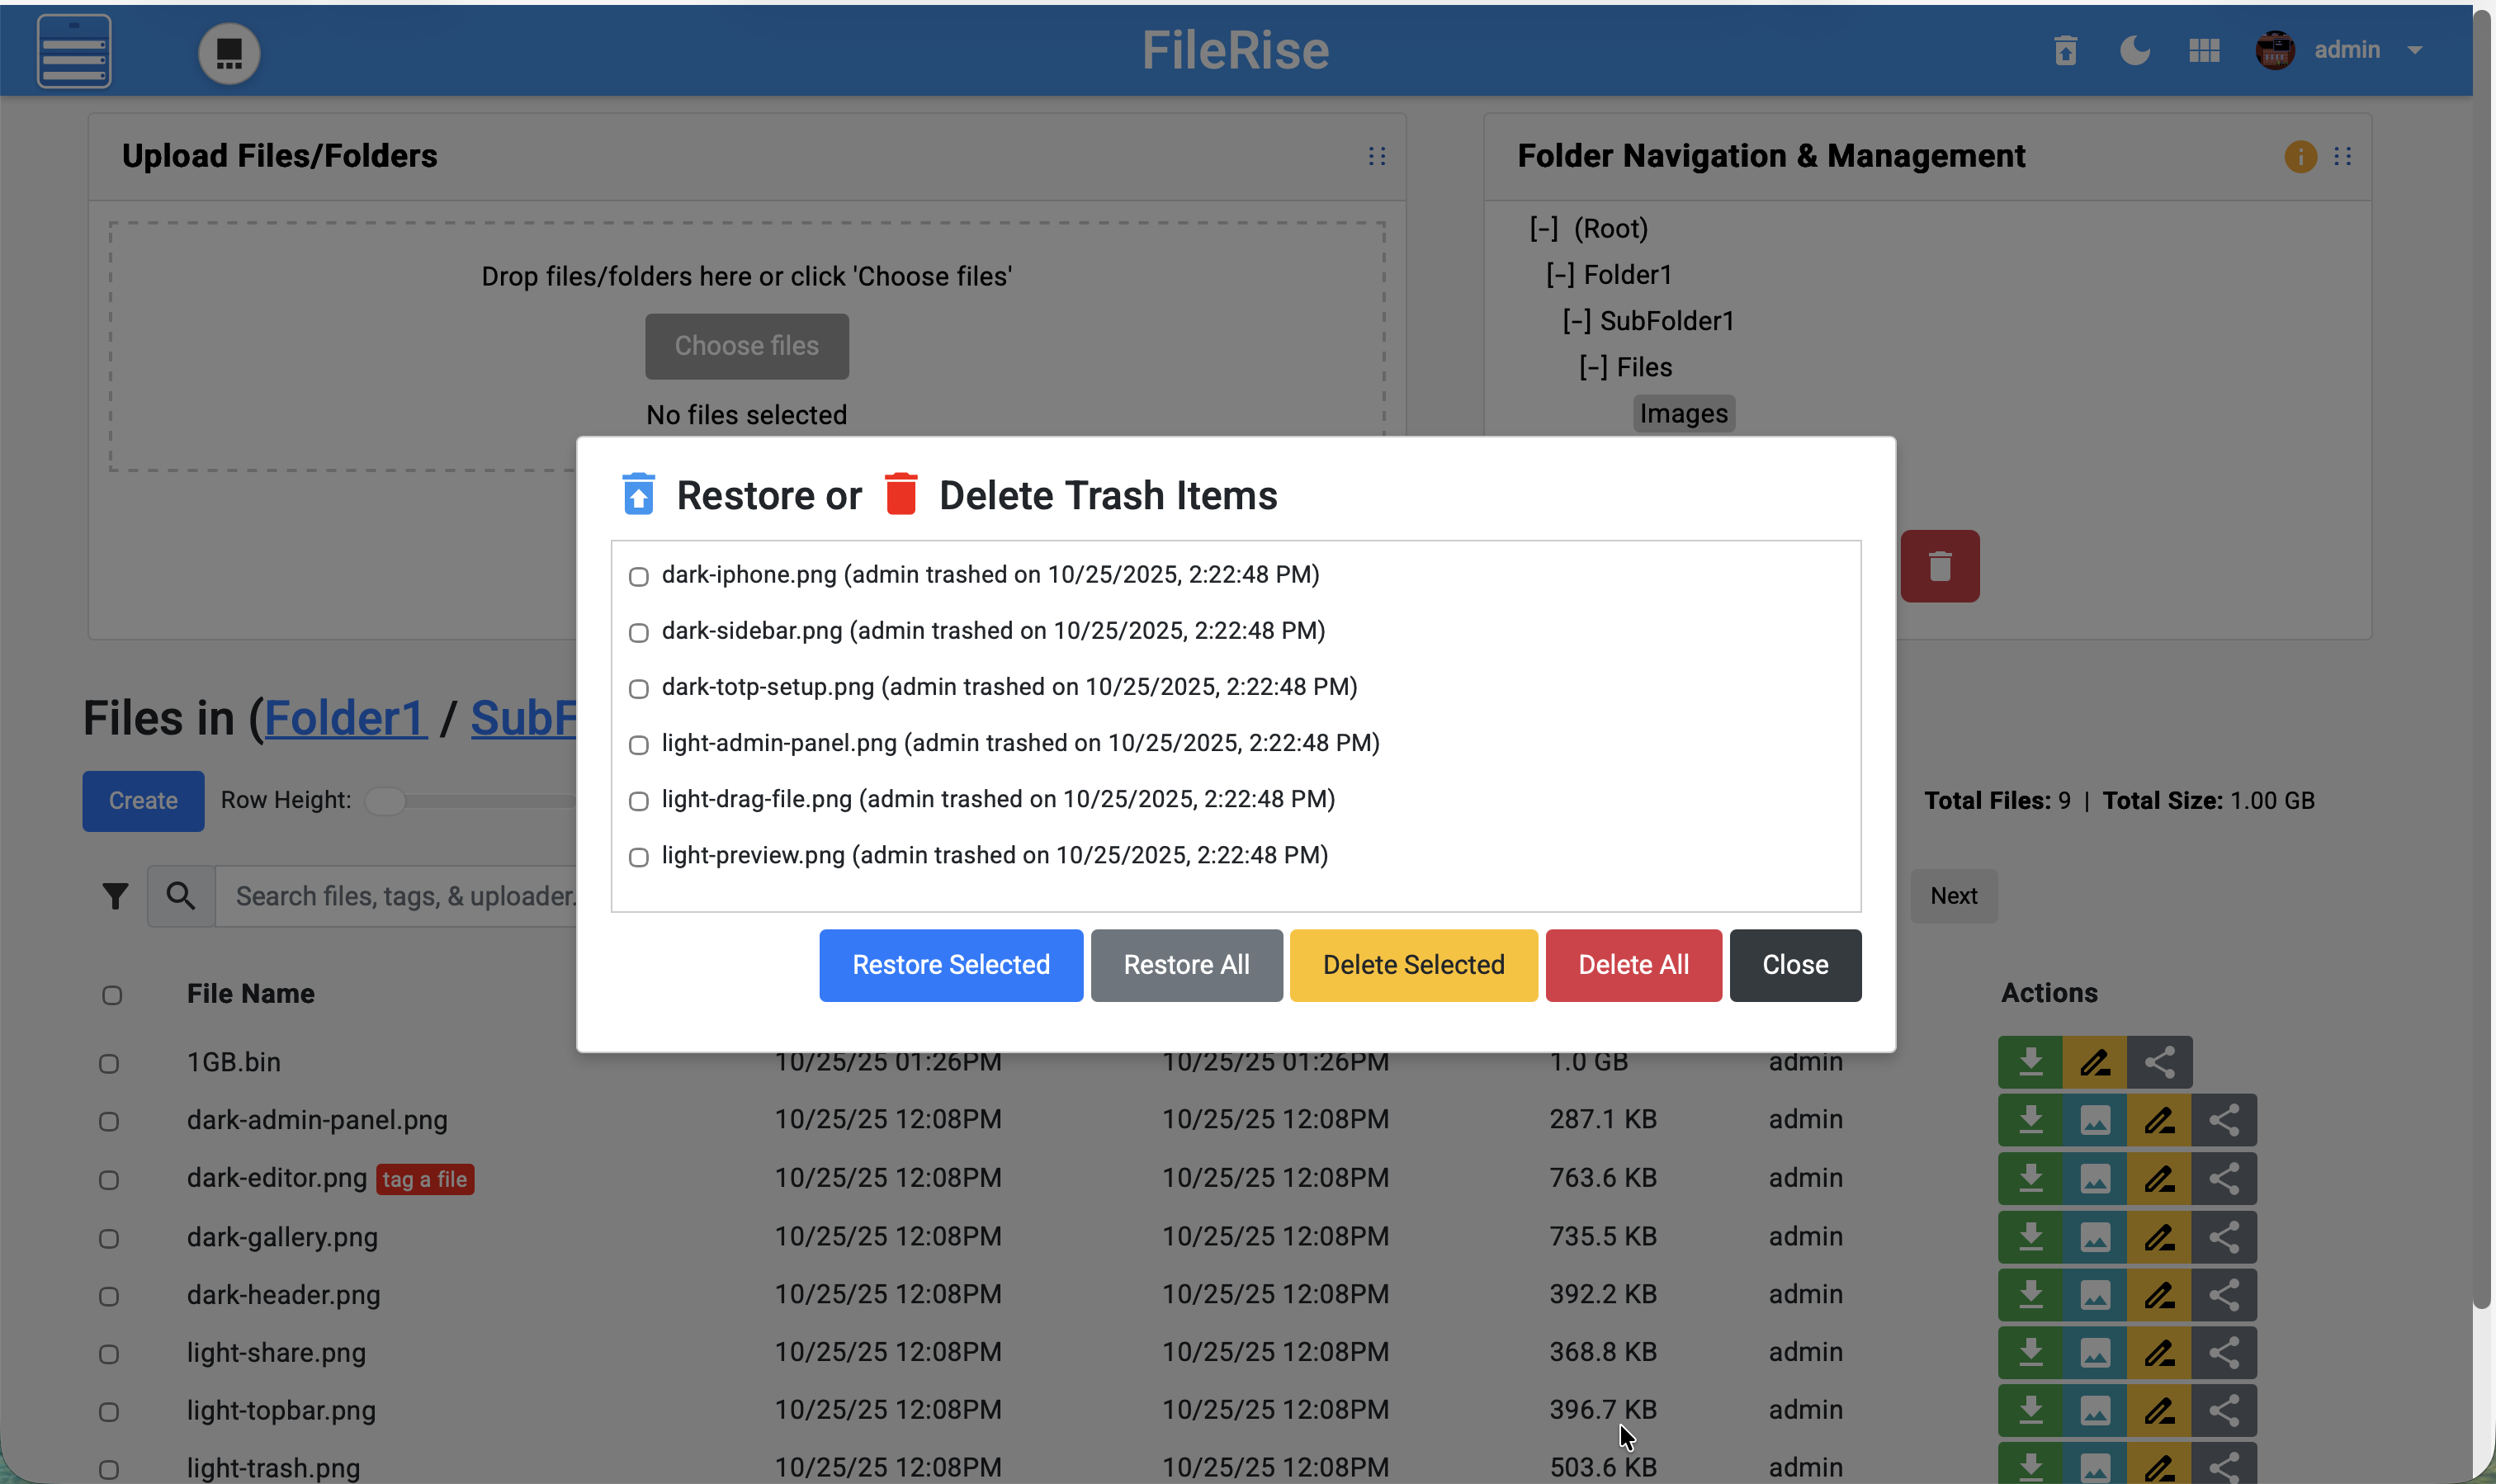 FileRise
admin
Upload Files/Folders
Drop files/folders here or click 'Choose files'
Choose files
No files selected
Folder Navigation & Management
[-] (Root)
[-] Folder1
[-] SubFolder1
[-] Files
Images
Restore or Delete Trash Items
dark-iphone.png (admin trashed on 10/25/2025, 2:22:48 PM)
dark-sidebar.png (admin trashed on 10/25/2025, 2:22:48 PM)
dark-totp-setup.png (admin trashed on 10/25/2025, 2:22:48 PM)
light-admin-panel.png (admin trashed on 10/25/2025, 2:22:48 PM)
light-drag-file.png (admin trashed on 10/25/2025, 2:22:48 PM)
light-preview.png (admin trashed on 10/25/2025, 2:22:48 PM)
Restore Selected Restore All Delete Selected Delete All Close
Files in (Folder1 / SubF
Create Row Height:
Total Files: 9 | Total Size: 1.00 GB
Search files, tags, & uploader.
Next
File Name Actions
1GB.bin 10/25/25 01:26PM 10/25/25 01:26PM 1.0 GB admin
dark-admin-panel.png 10/25/25 12:08PM 10/25/25 12:08PM 287.1 KB admin
dark-editor.png tag a file 10/25/25 12:08PM 10/25/25 12:08PM 763.6 KB admin
dark-gallery.png 10/25/25 12:08PM 10/25/25 12:08PM 735.5 KB admin
dark-header.png 10/25/25 12:08PM 10/25/25 12:08PM 392.2 KB admin
light-share.png 10/25/25 12:08PM 10/25/25 12:08PM 368.8 KB admin
light-topbar.png 10/25/25 12:08PM 10/25/25 12:08PM 396.7 KB admin
light-trash.png 10/25/25 12:08PM 10/25/25 12:08PM 503.6 KB admin